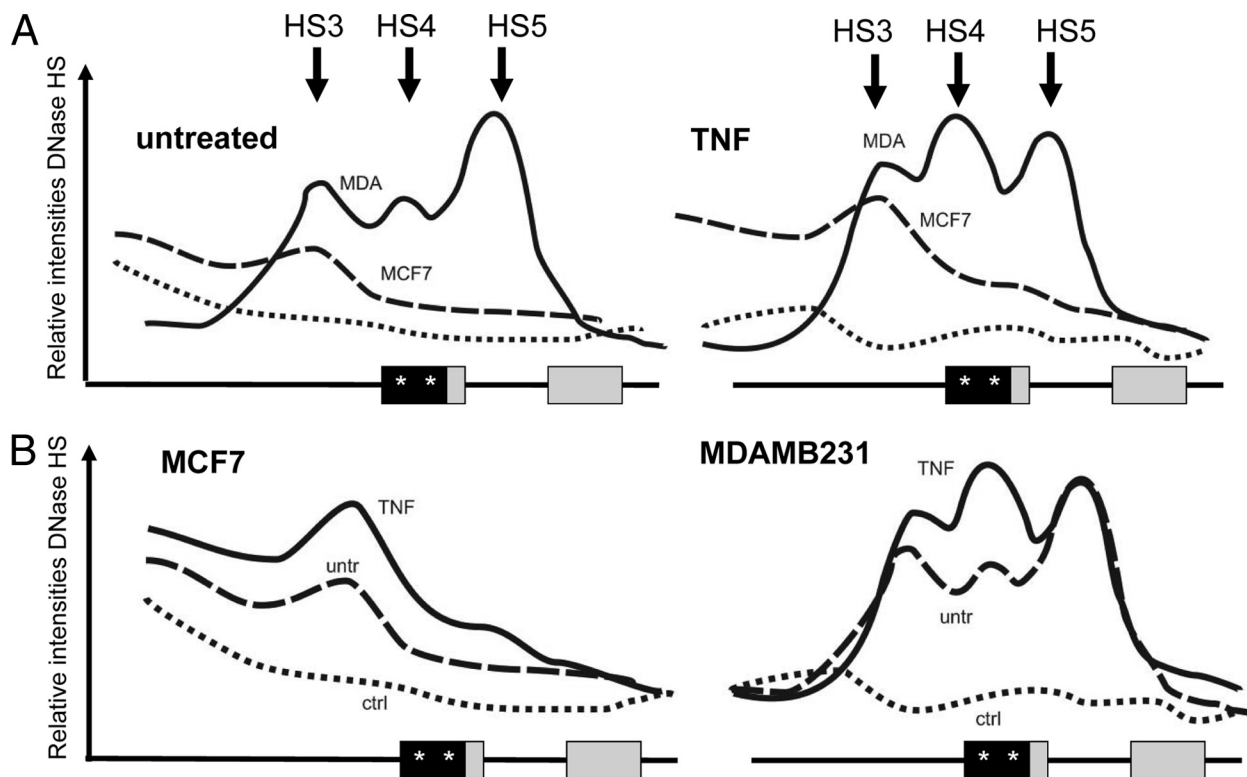 A
HS3 HS4 HS5
HS3 HS4 HS5
Relative intensities DNase HS
untreated
MDA
MCF7
* *
TNF
MDA
MCF7
* *
B
Relative intensities DNase HS
MCF7
TNF
untr
ctrl
* *
MDAMB231
TNF
untr
ctrl
* *